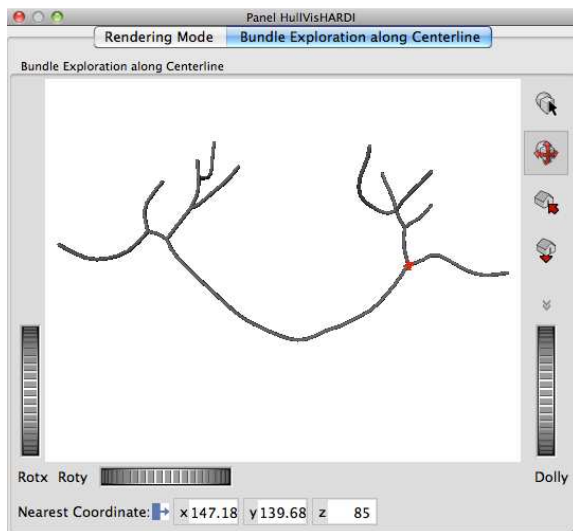 Panel HullVisHARDI
Rendering Mode Bundle Exploration along Centerline
Bundle Exploration along Centerline
Rotx Roty Dolly
Nearest Coordinate: x 147.18 y 139.68 z 85